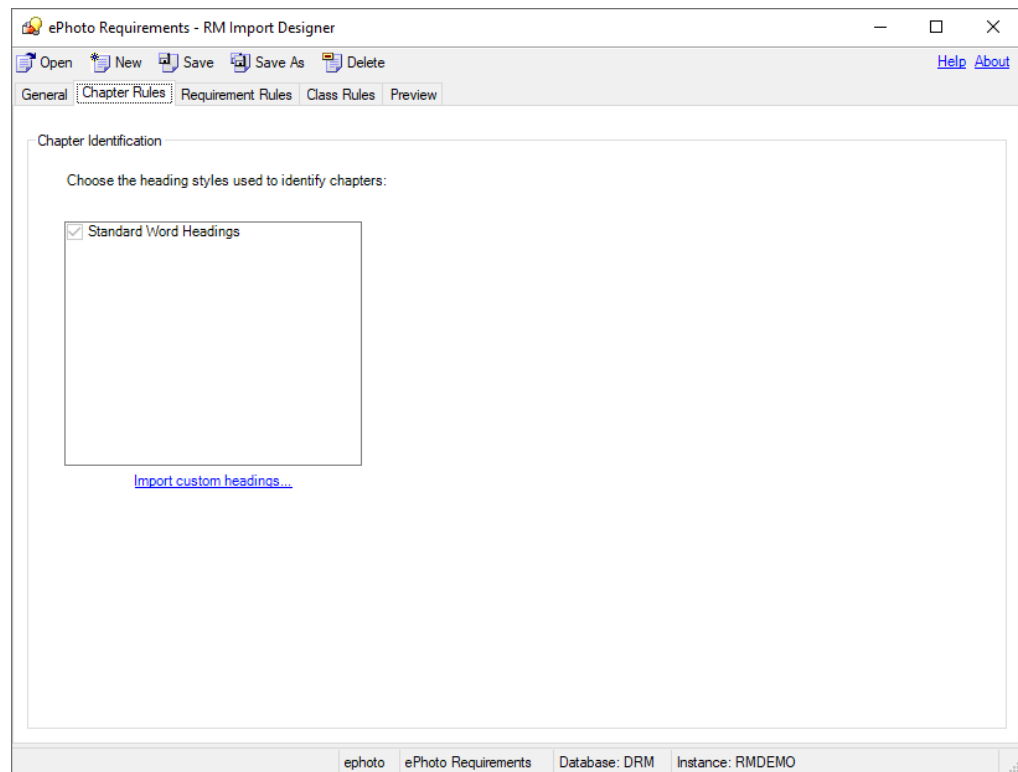 ePhoto Requirements - RM Import Designer
Open New Save Save As Delete Help About
General Chapter Rules Requirement Rules Class Rules Preview
Chapter Identification
Choose the heading styles used to identify chapters:
Standard Word Headings
Import custom headings...
ephoto ePhoto Requirements Database: DRM Instance: RMDEMO